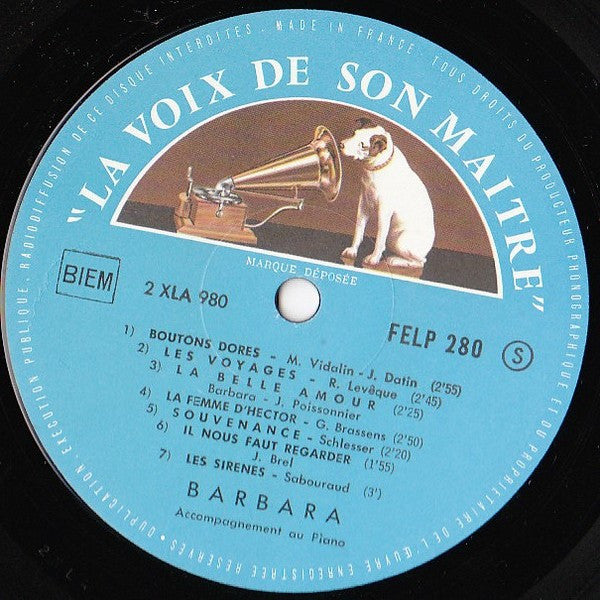 DUPLICATION, EXÉCUTION PUBLIQUE, RADIODIFFUSION DE CE DISQUE INTERDITES · MADE IN FRANCE · TOUS DROITS DU PRODUCTEUR PHONOGRAPHIQUE ET DU PROPRIETAIRE DE L'ŒUVRE ENREGISTREE RÉSERVÉS ·
"LA VOIX DE SON MAITRE"
MARQUE DÉPOSÉE
BIEM
2 XLA 980
FELP 280 S
1) BOUTONS DORES - M. Vidalin - J. Datin (2'55)
2) LES VOYAGES - R. Levêque (2'45)
3) LA BELLE AMOUR
Barbara - J. Poissonnier (2'25)
4) LA FEMME D'HECTOR - G. Brassens (2'50)
5) SOUVENANCE - Schlesser (2'20)
6) IL NOUS FAUT REGARDER
J. Brel (1'55)
7) LES SIRENES - Sabouraud (3')
BARBARA
Accompagnement au Piano